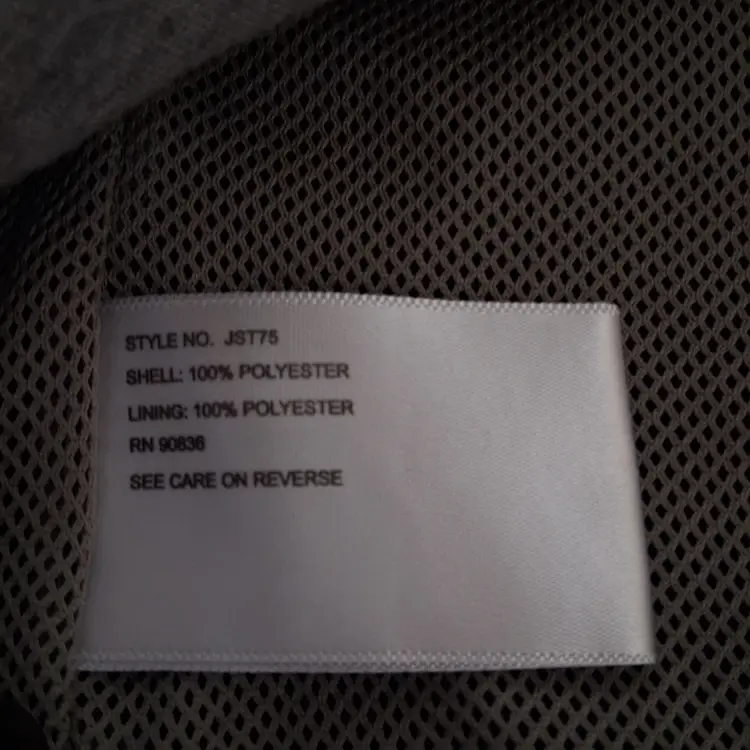 STYLE NO. JST75
SHELL: 100% POLYESTER
LINING: 100% POLYESTER
RN 90836
SEE CARE ON REVERSE